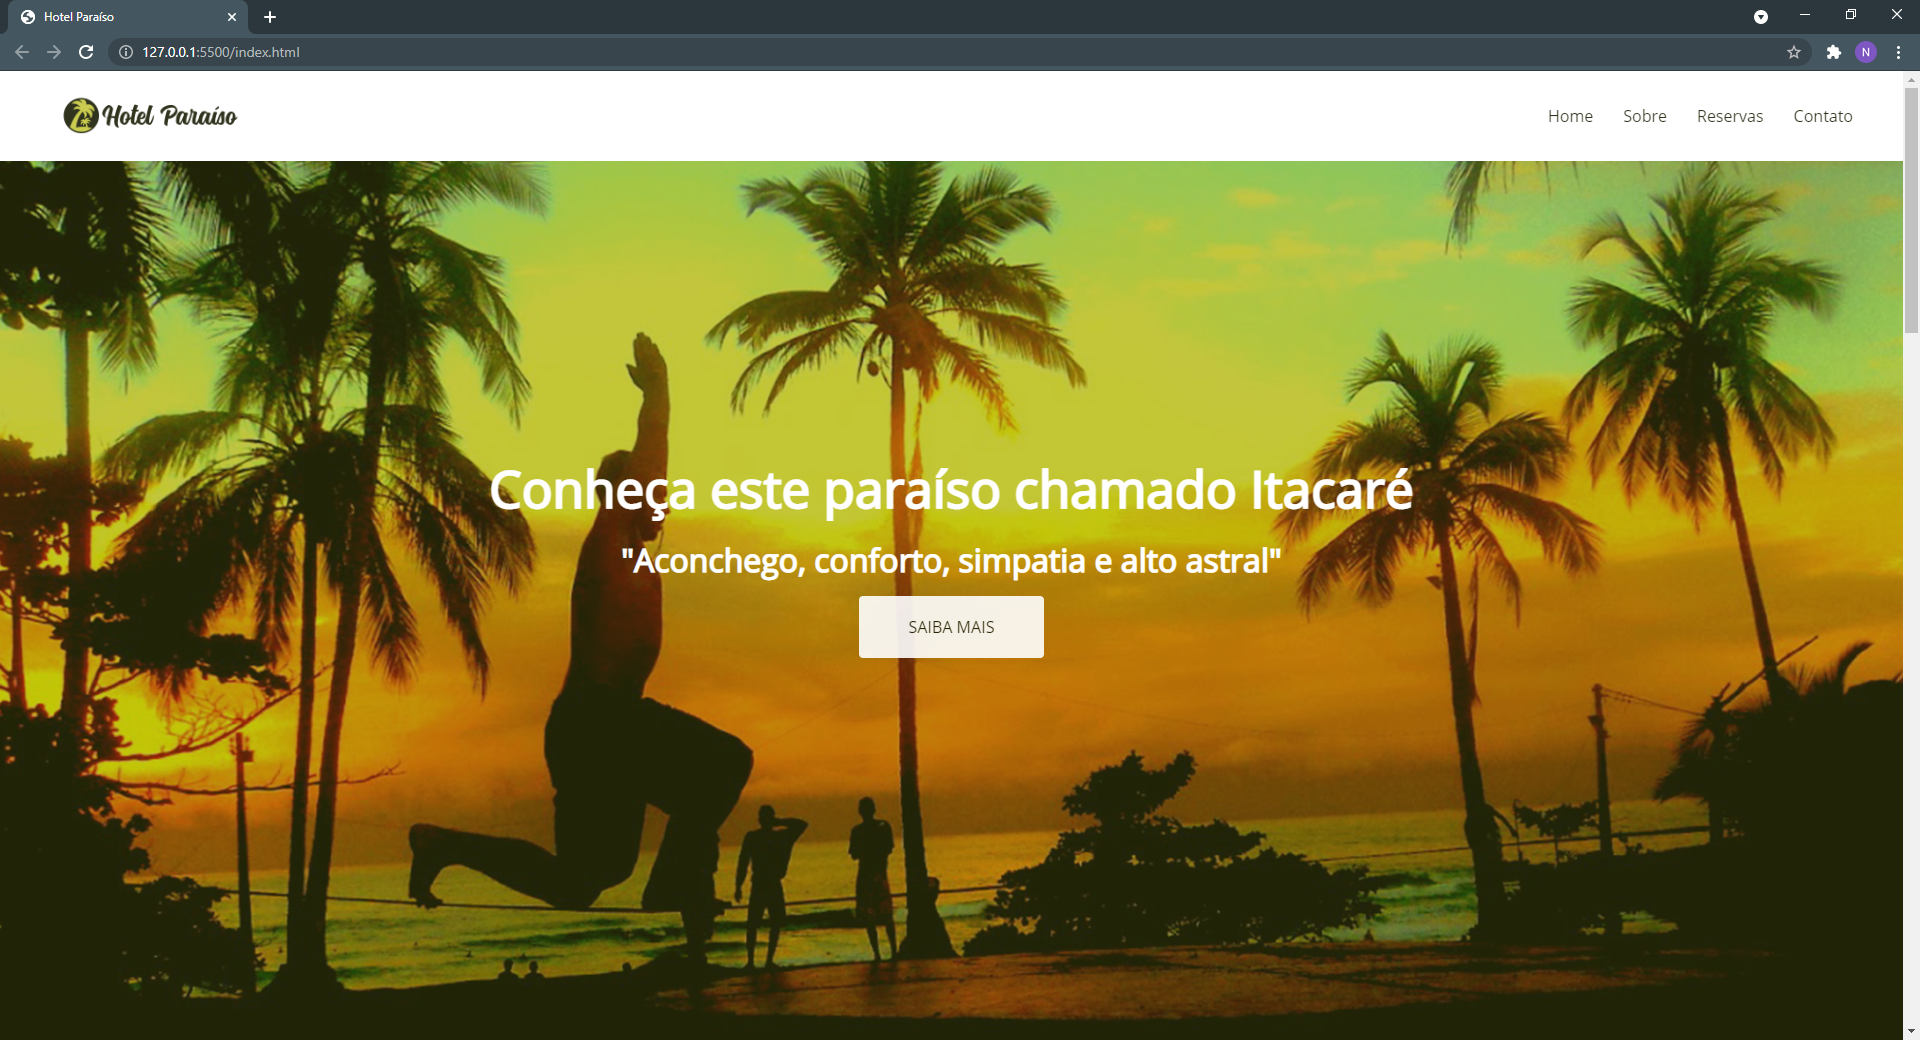 Hotel Paraíso
127.0.0.1:5500/index.html
N
Hotel Paraíso
Home Sobre Reservas Contato
Conheça este paraíso chamado Itacaré
"Aconchego, conforto, simpatia e alto astral"
SAIBA MAIS